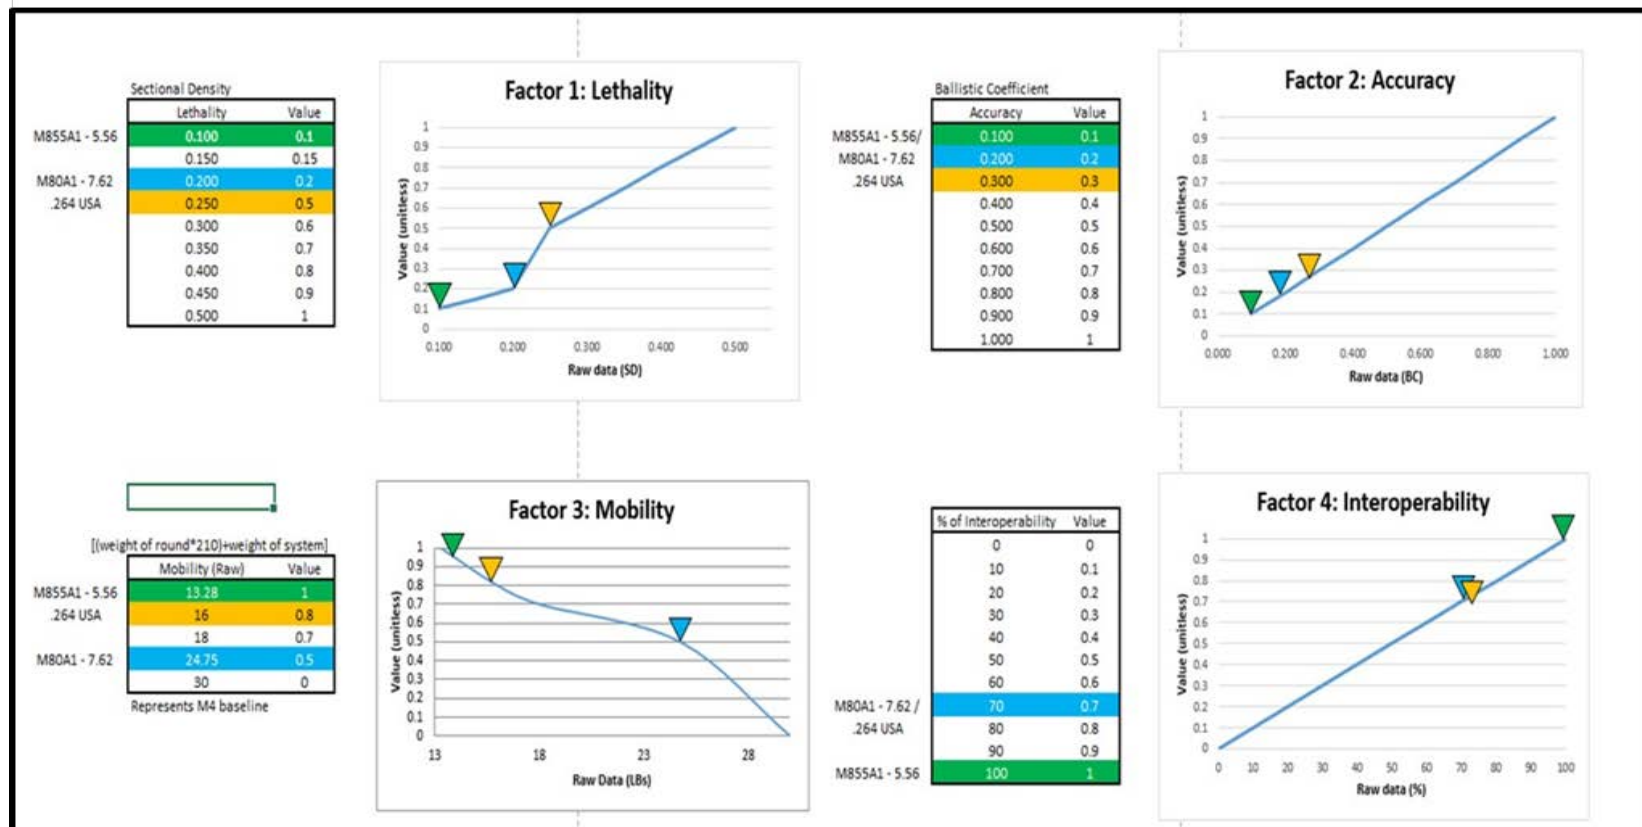 Sectional Density
Lethality Value
M855A1 - 5.56 0.100 0.1
0.150 0.15
M80A1 - 7.62 0.200 0.2
.264 USA 0.250 0.5
0.300 0.6
0.350 0.7
0.400 0.8
0.450 0.9
0.500 1
Factor 1: Lethality
Value (unitless)
1
0.9
0.8
0.7
0.6
0.5
0.4
0.3
0.2
0.1
0
0.100 0.200 0.300 0.400 0.500
Raw data (SD)
Ballistic Coefficient
Accuracy Value
M855A1 - 5.56/ 0.100 0.1
M80A1 - 7.62 0.200 0.2
.264 USA 0.300 0.3
0.400 0.4
0.500 0.5
0.600 0.6
0.700 0.7
0.800 0.8
0.900 0.9
1.000 1
Factor 2: Accuracy
Value (unitless)
1
0.9
0.8
0.7
0.6
0.5
0.4
0.3
0.2
0.1
0
0.000 0.200 0.400 0.600 0.800 1.000
Raw data (BC)
[(weight of round*210)+weight of system]
Mobility (Raw) Value
M855A1 - 5.56 13.28 1
.264 USA 16 0.8
18 0.7
M80A1 - 7.62 24.75 0.5
30 0
Represents M4 baseline
Factor 3: Mobility
Value (unitless)
1
0.9
0.8
0.7
0.6
0.5
0.4
0.3
0.2
0.1
0
13 18 23 28
Raw Data (LBs)
% of Interoperability Value
0 0
10 0.1
20 0.2
30 0.3
40 0.4
50 0.5
60 0.6
M80A1 - 7.62 / 70 0.7
.264 USA 80 0.8
90 0.9
M855A1 - 5.56 100 1
Factor 4: Interoperability
Value (unitless)
1
0.9
0.8
0.7
0.6
0.5
0.4
0.3
0.2
0.1
0
0 10 20 30 40 50 60 70 80 90 100
Raw data (%)